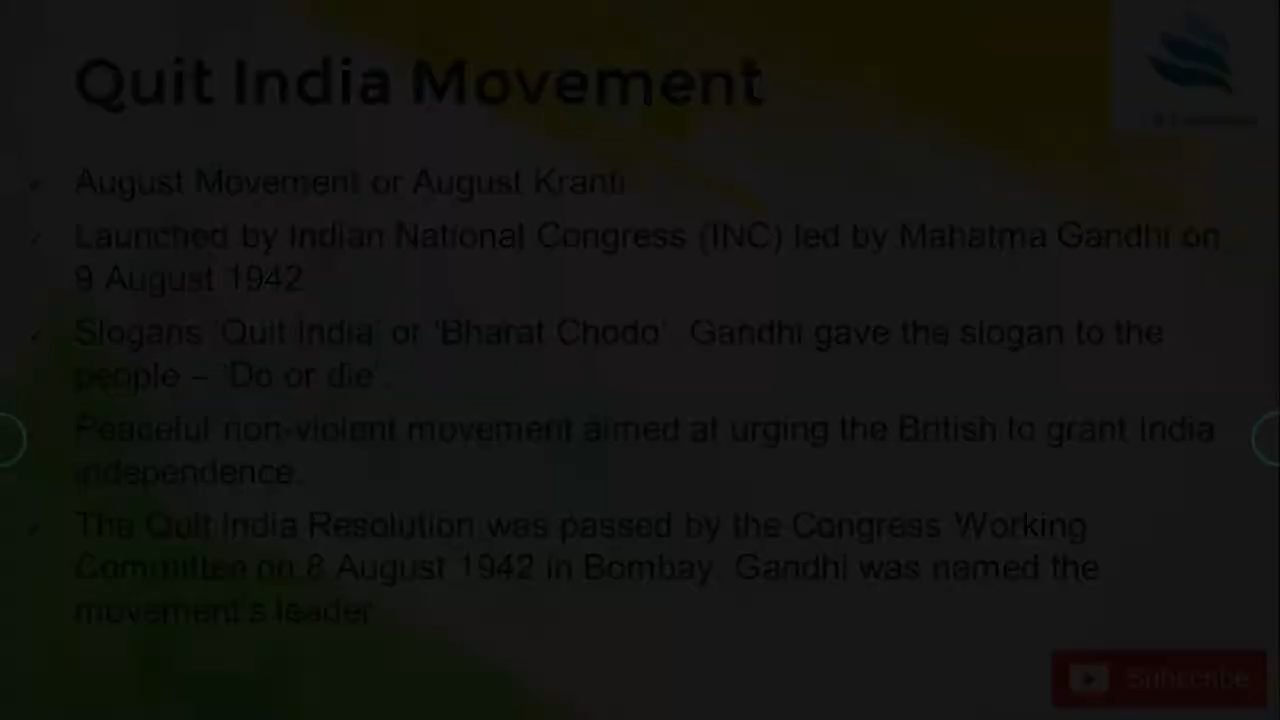 Quit India Movement
August Movement or August Kranti
Launched by Indian National Congress (INC) led by Mahatma Gandhi on
9 August 1942
Slogans 'Quit India' or 'Bharat Chodo'. Gandhi gave the slogan to the
people – 'Do or die'.
Peaceful non-violent movement aimed at urging the British to grant India
independence.
The Quit India Resolution was passed by the Congress Working
Committee on 8 August 1942 in Bombay. Gandhi was named the
movement's leader
Subscribe